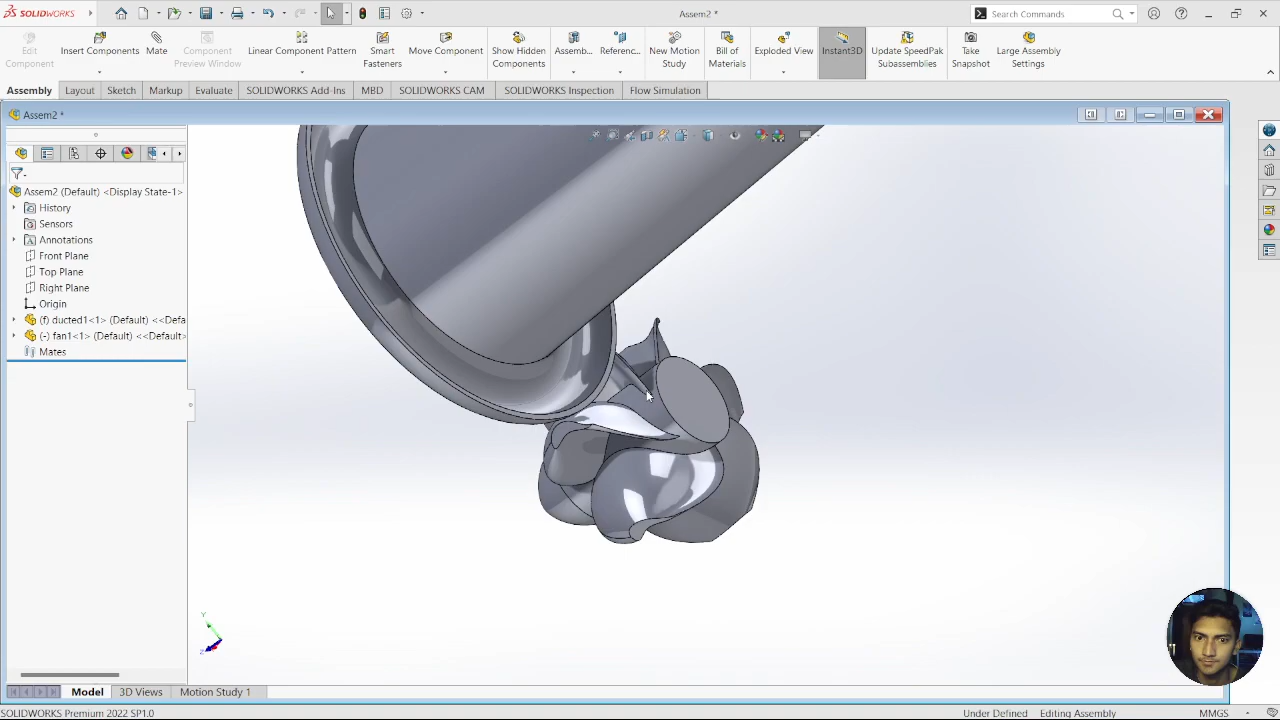 SOLIDWORKS
Assem2 *
Search Commands
Edit Component
Insert Components
Mate
Component Preview Window
Linear Component Pattern
Smart Fasteners
Move Component
Show Hidden Components
Assemb...
Referenc...
New Motion Study
Bill of Materials
Exploded View
Instant3D
Update SpeedPak Subassemblies
Take Snapshot
Large Assembly Settings
Assembly
Layout
Sketch
Markup
Evaluate
SOLIDWORKS Add-Ins
MBD
SOLIDWORKS CAM
SOLIDWORKS Inspection
Flow Simulation
Assem2 *
Assem2 (Default) <Display State-1>
History
Sensors
Annotations
Front Plane
Top Plane
Right Plane
Origin
(f) ducted1<1> (Default) <<Defa
(-) fan1<1> (Default) <<Default>
Mates
Y
Z
Model
3D Views
Motion Study 1
SOLIDWORKS Premium 2022 SP1.0
Under Defined
Editing Assembly
MMGS